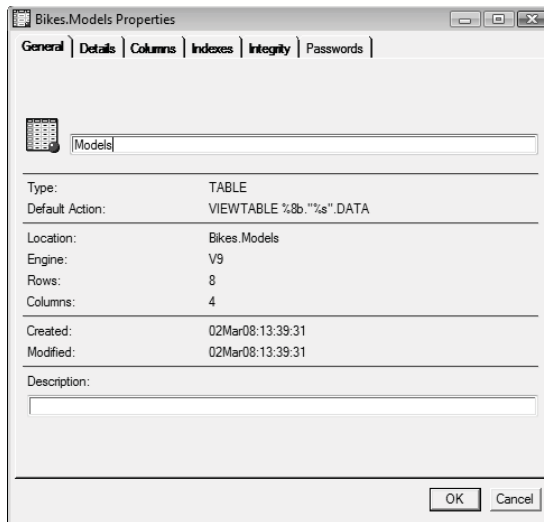 Bikes.Models Properties
General Details Columns Indexes Integrity Passwords
Models
Type: TABLE
Default Action: VIEWTABLE %8b."%s".DATA
Location: Bikes.Models
Engine: V9
Rows: 8
Columns: 4
Created: 02Mar08:13:39:31
Modified: 02Mar08:13:39:31
Description:
OK Cancel